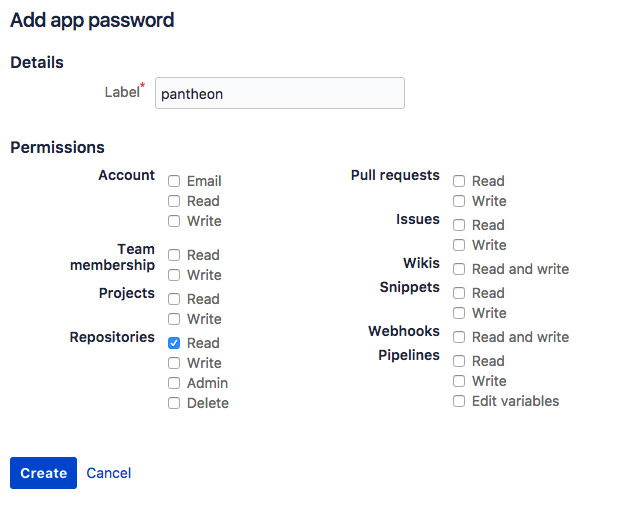 Add app password
Details
Label*
pantheon
Permissions
Account
Email
Read
Write
Team
membership
Read
Write
Projects
Read
Write
Repositories
Read
Write
Admin
Delete
Pull requests
Read
Write
Issues
Read
Write
Wikis
Read and write
Snippets
Read
Write
Webhooks
Read and write
Pipelines
Read
Write
Edit variables
Create
Cancel